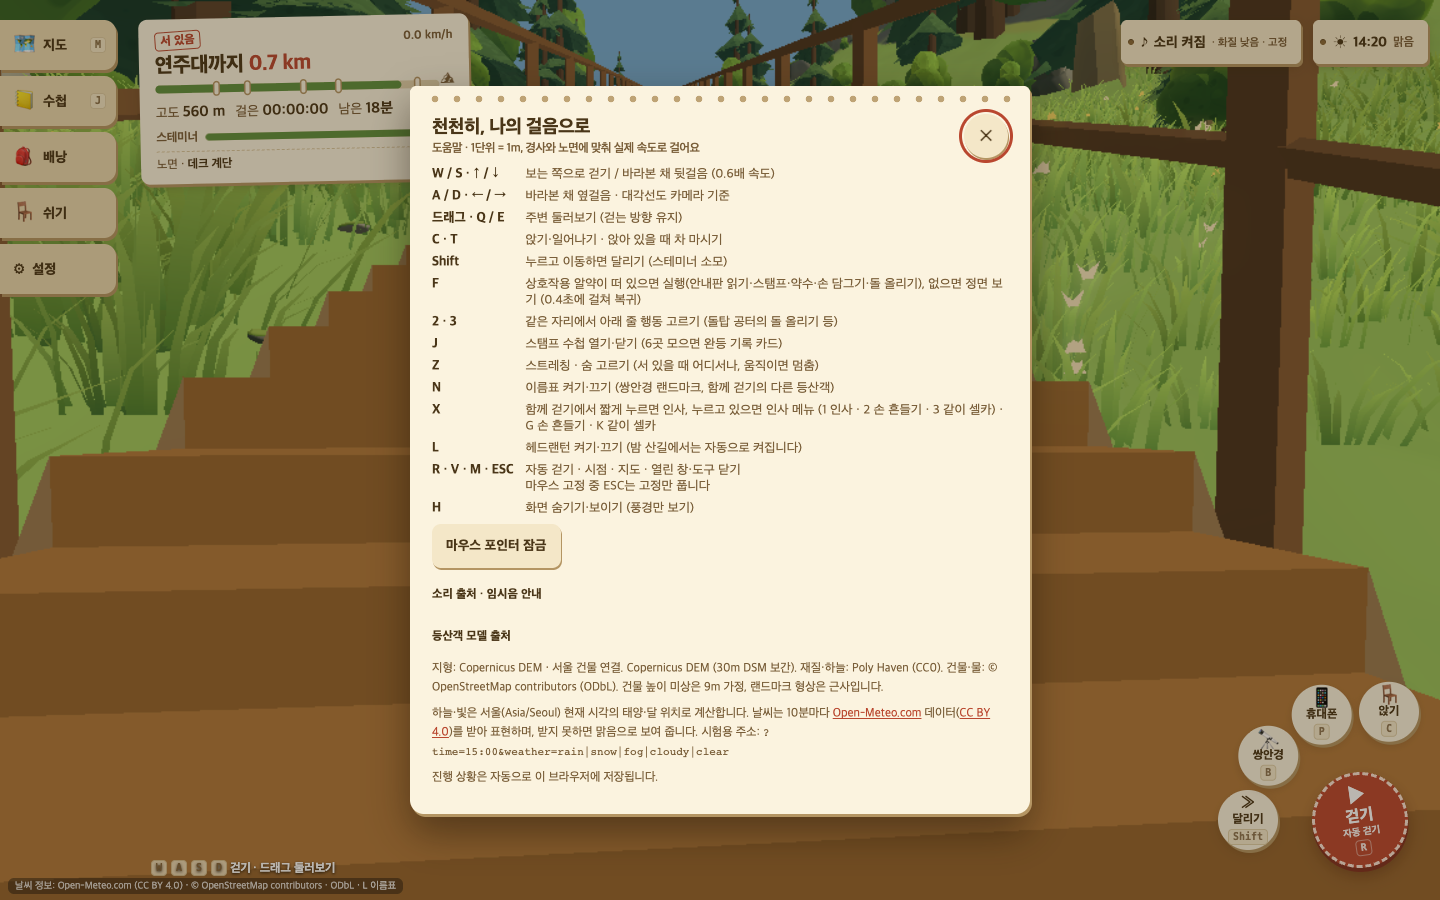 지도 M
수첩 J
배낭
쉬기
⚙ 설정
서 있음
0.0 km/h
연주대까지 0.7 km
고도 560 m 걸은 00:00:00 남은 18분
스테미너
노면 · 데크 계단
♪ 소리 켜짐 · 화질 낮음 · 고정
☀ 14:20 맑음
천천히, 나의 걸음으로
도움말 · 1단위 = 1m, 경사와 노면에 맞춰 실제 속도로 걸어요
×
W / S · ↑ / ↓ 보는 쪽으로 걷기 / 바라본 채 뒷걸음 (0.6배 속도)
A / D · ← / → 바라본 채 옆걸음 · 대각선도 카메라 기준
드래그 · Q / E 주변 둘러보기 (걷는 방향 유지)
C · T 앉기·일어나기 · 앉아 있을 때 차 마시기
Shift 누르고 이동하면 달리기 (스테미너 소모)
F 상호작용 알약이 떠 있으면 실행(안내판 읽기·스탬프·약수·손 담그기·돌 올리기), 없으면 정면 보
기 (0.4초에 걸쳐 복귀)
2 · 3 같은 자리에서 아래 줄 행동 고르기 (돌탑 공터의 돌 올리기 등)
J 스탬프 수첩 열기·닫기 (6곳 모으면 완등 기록 카드)
Z 스트레칭 · 숨 고르기 (서 있을 때 어디서나, 움직이면 멈춤)
N 이름표 켜기·끄기 (쌍안경 랜드마크, 함께 걷기의 다른 등산객)
X 함께 걷기에서 짧게 누르면 인사, 누르고 있으면 인사 메뉴 (1 인사 · 2 손 흔들기 · 3 같이 셀카) ·
G 손 흔들기 · K 같이 셀카
L 헤드랜턴 켜기·끄기 (밤 산길에서는 자동으로 켜집니다)
R · V · M · ESC 자동 걷기 · 시점 · 지도 · 열린 창·도구 닫기
마우스 고정 중 ESC는 고정만 풉니다
H 화면 숨기기·보이기 (풍경만 보기)
마우스 포인터 잠금
소리 출처 · 임시음 안내
등산객 모델 출처
지형: Copernicus DEM · 서울 건물 연결. Copernicus DEM (30m DSM 보간). 재질·하늘: Poly Haven (CC0). 건물·물: ©
OpenStreetMap contributors (ODbL). 건물 높이 미상은 9m 가정, 랜드마크 형상은 근사입니다.
하늘·빛은 서울(Asia/Seoul) 현재 시각의 태양·달 위치로 계산합니다. 날씨는 10분마다 Open-Meteo.com 데이터(CC BY
4.0)를 받아 표현하며, 받지 못하면 맑음으로 보여 줍니다. 시험용 주소: ?
time=15:00&weather=rain|snow|fog|cloudy|clear
진행 상황은 자동으로 이 브라우저에 저장됩니다.
휴대폰 P
앉기 C
쌍안경 B
달리기 Shift
걷기
자동 걷기
R
W A S D 걷기 · 드래그 둘러보기
날씨 정보: Open-Meteo.com (CC BY 4.0) · © OpenStreetMap contributors · ODbL · L 이름표